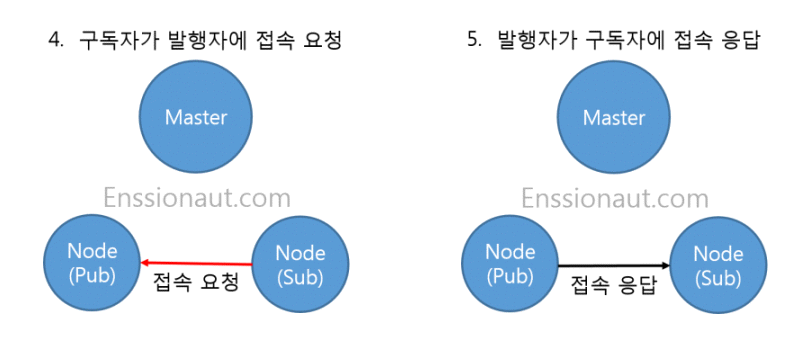 4. 구독자가 발행자에 접속 요청
Master
Enssionaut.com
Node
(Pub)
접속 요청
Node
(Sub)
5. 발행자가 구독자에 접속 응답
Master
Enssionaut.com
Node
(Pub)
접속 응답
Node
(Sub)